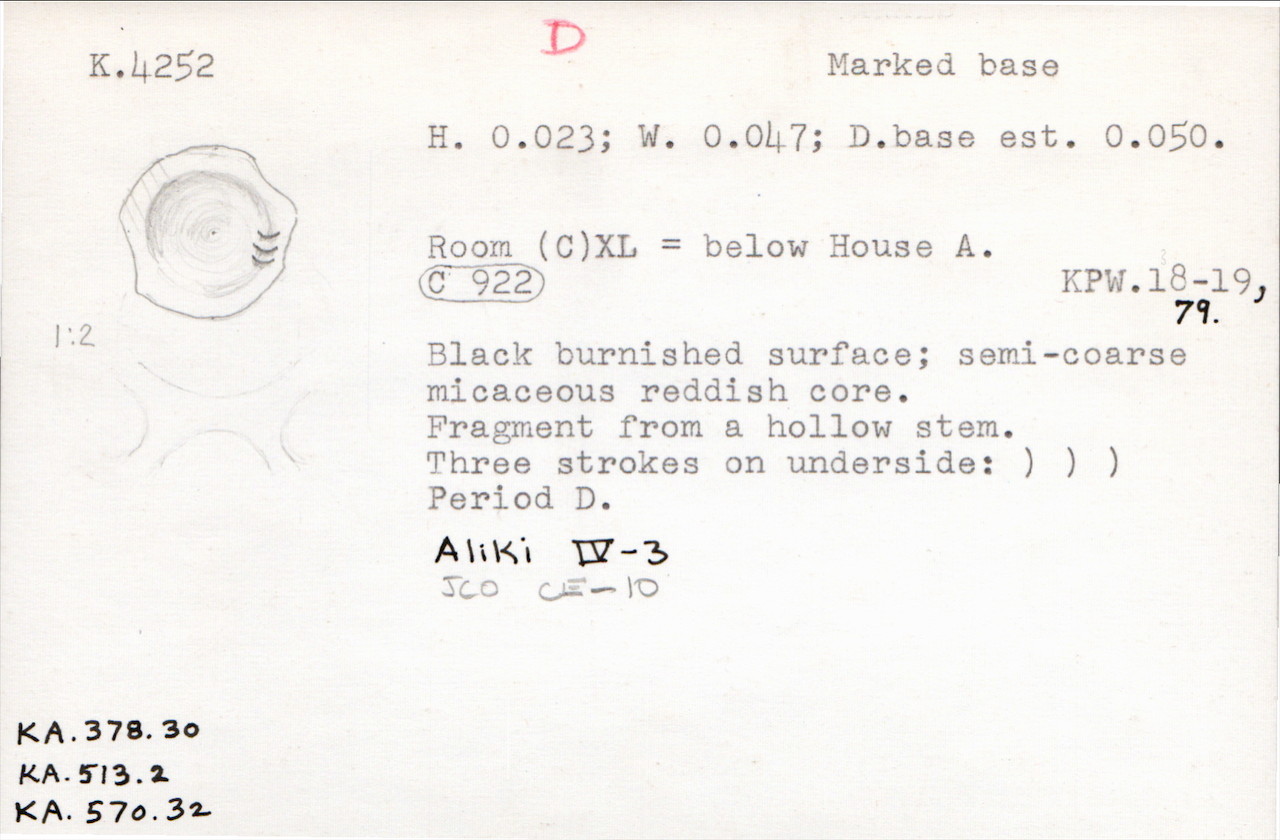 D
K.4252
Marked base
H. 0.023; W. 0.047; D.base est. 0.050.
Room (C)XL = below House A.
C 922
KPW.18-19,
79.
1:2
Black burnished surface; semi-coarse
micaceous reddish core.
Fragment from a hollow stem.
Three strokes on underside: ) ) )
Period D.
Aliki IV-3
JCO CE-10
KA.378.30
KA.513.2
KA.570.32